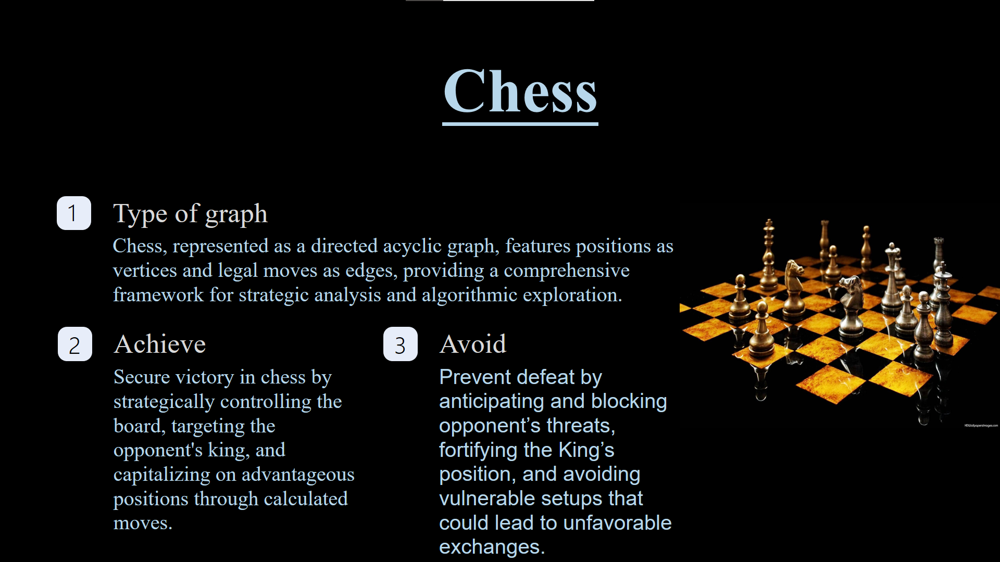 Chess
1
Type of graph
Chess, represented as a directed acyclic graph, features positions as
vertices and legal moves as edges, providing a comprehensive
framework for strategic analysis and algorithmic exploration.
2
Achieve
Secure victory in chess by
strategically controlling the
board, targeting the
opponent's king, and
capitalizing on advantageous
positions through calculated
moves.
3
Avoid
Prevent defeat by
anticipating and blocking
opponent’s threats,
fortifying the King’s
position, and avoiding
vulnerable setups that
could lead to unfavorable
exchanges.
HDWallpapersImages.com